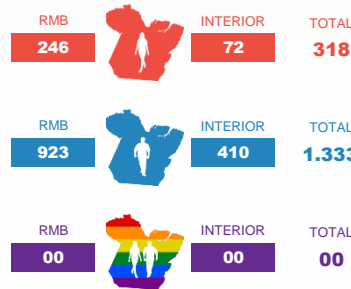 RMB INTERIOR TOTAL
246 72 318
RMB INTERIOR TOTAL
923 410 1.333
RMB INTERIOR TOTAL
00 00 00